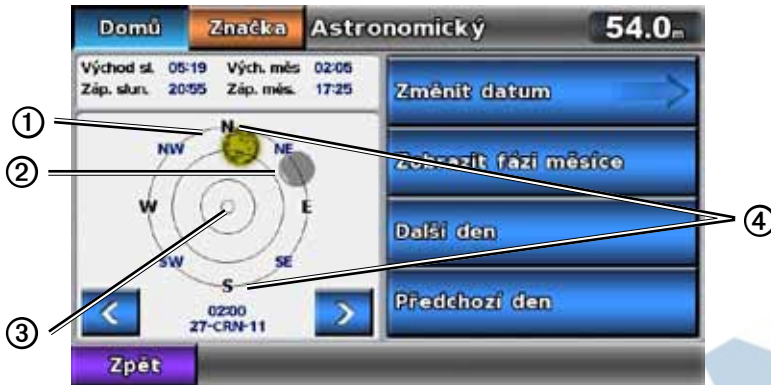 Domů Značka Astronomický 54.0m
Východ sl. 05:19 Vých. měs 02:05
Záp. slun. 20:55 Záp. měs. 17:25
Změnit datum
Zobrazit fázi měsíce
Další den
Předchozí den
① ② ③ ④
N
NW NE
W E
SW SE
S
< >
02:00
27-CRN-11
Zpět